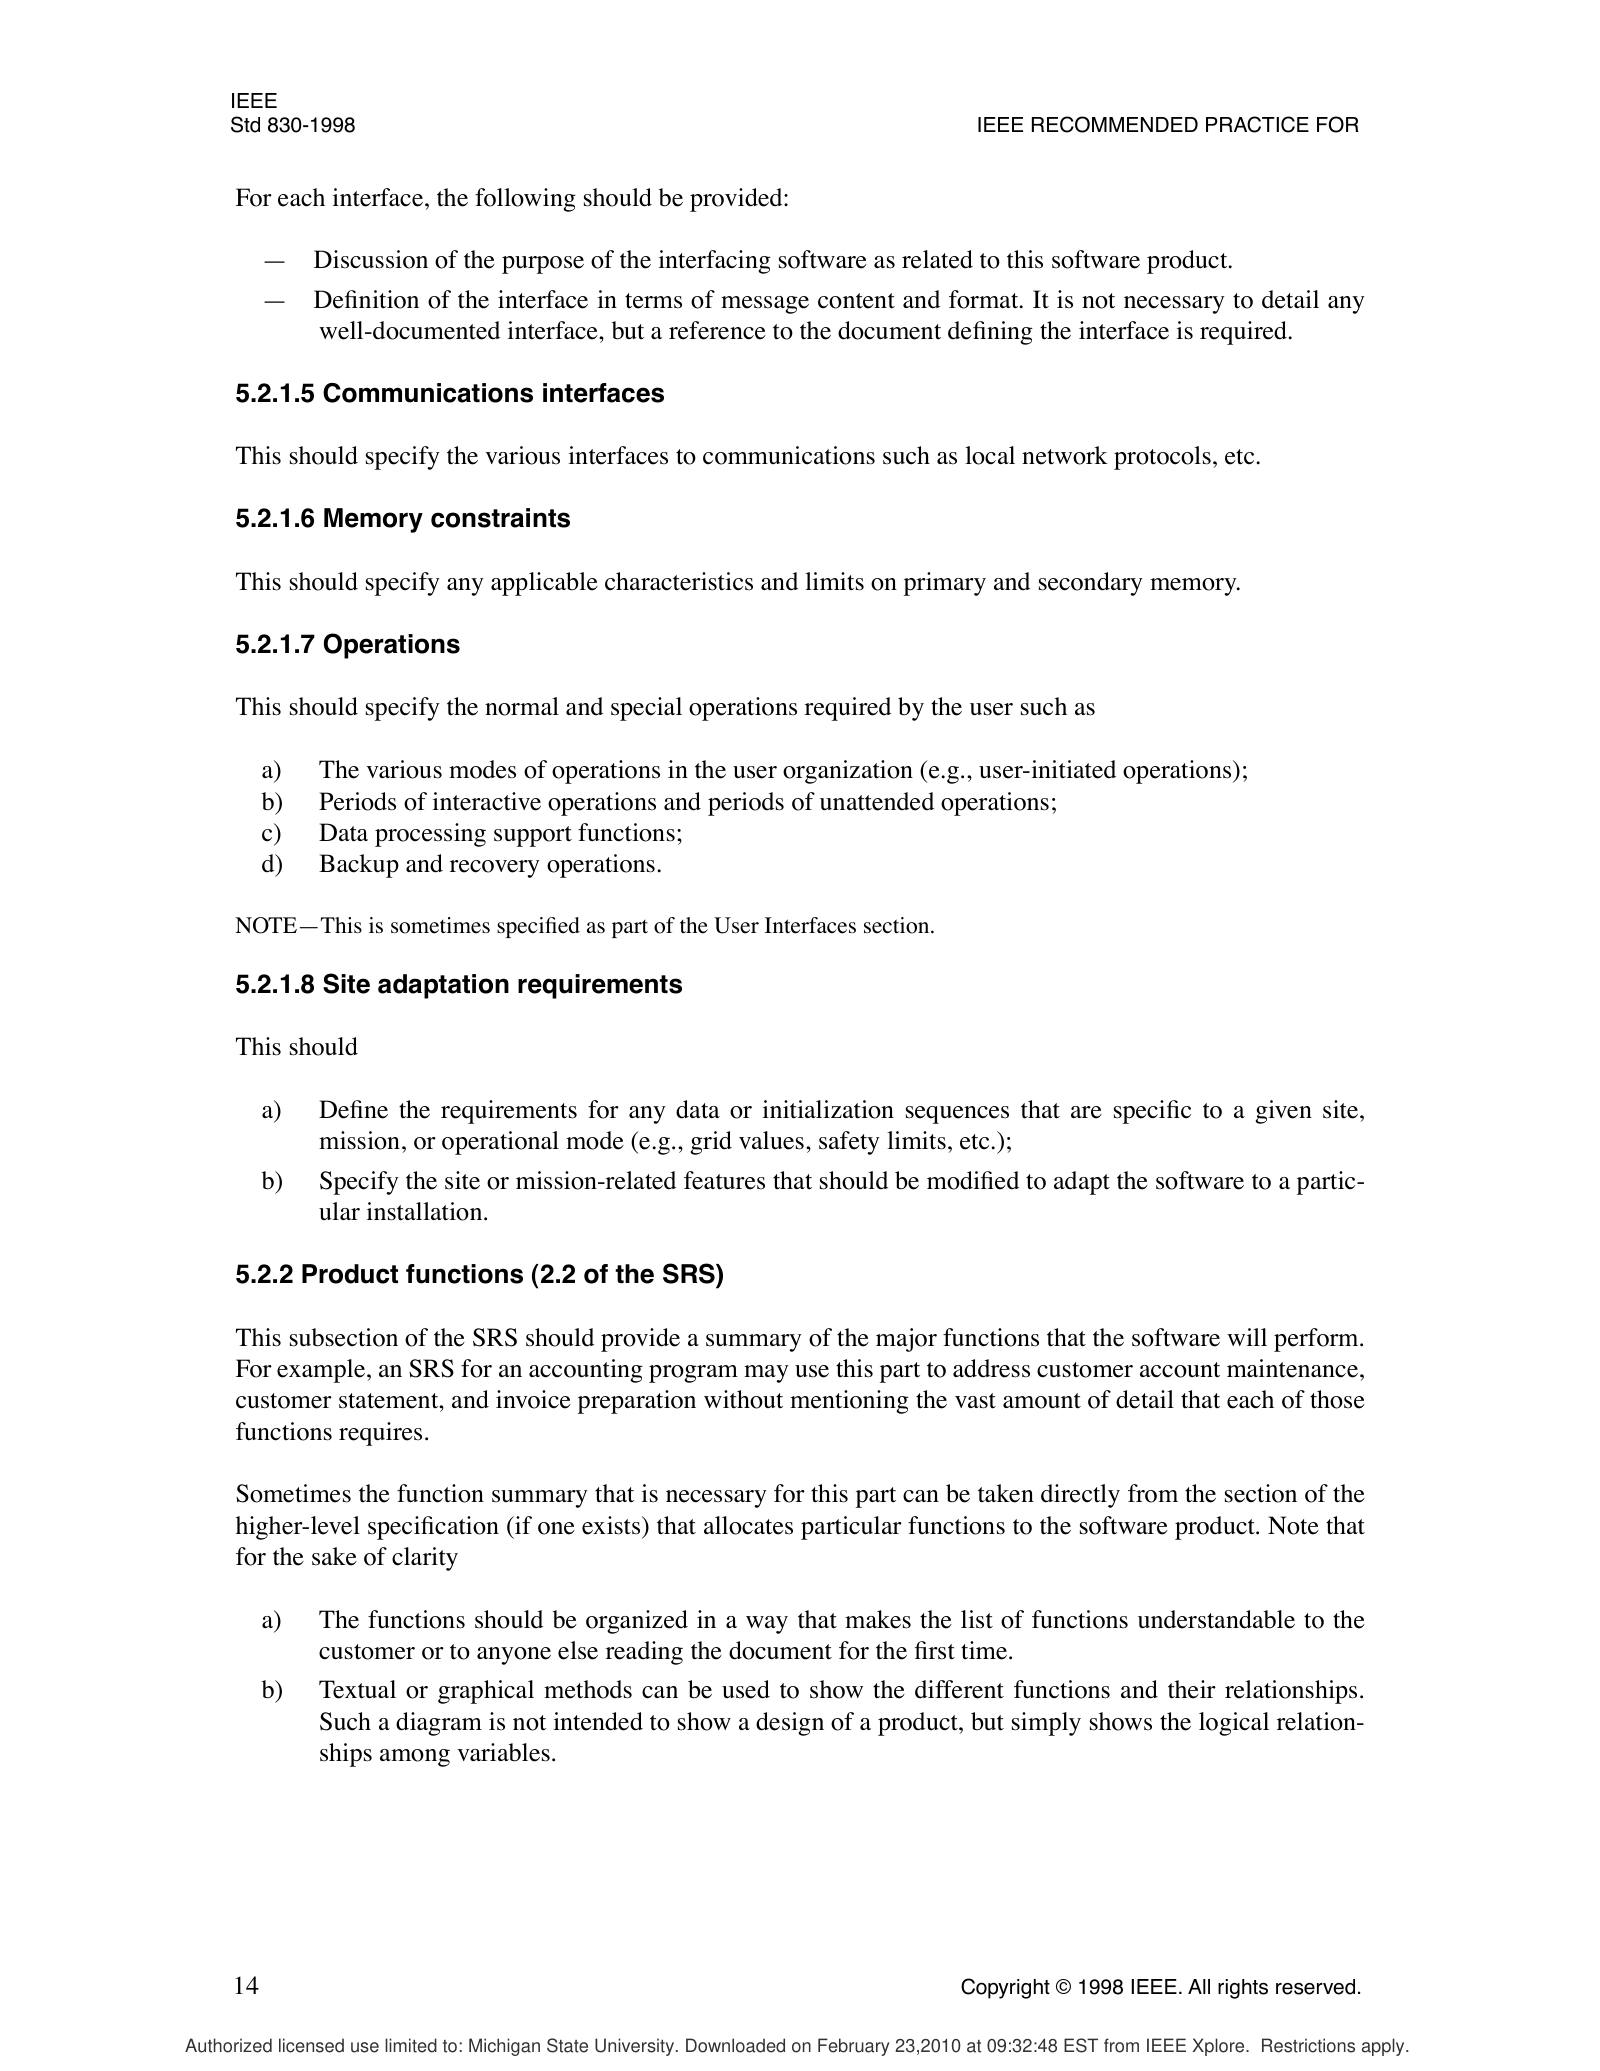 IEEE
Std 830-1998
IEEE RECOMMENDED PRACTICE FOR
For each interface, the following should be provided:
— Discussion of the purpose of the interfacing software as related to this software product.
— Definition of the interface in terms of message content and format. It is not necessary to detail any
well-documented interface, but a reference to the document defining the interface is required.
5.2.1.5 Communications interfaces
This should specify the various interfaces to communications such as local network protocols, etc.
5.2.1.6 Memory constraints
This should specify any applicable characteristics and limits on primary and secondary memory.
5.2.1.7 Operations
This should specify the normal and special operations required by the user such as
a) The various modes of operations in the user organization (e.g., user-initiated operations);
b) Periods of interactive operations and periods of unattended operations;
c) Data processing support functions;
d) Backup and recovery operations.
NOTE—This is sometimes specified as part of the User Interfaces section.
5.2.1.8 Site adaptation requirements
This should
a) Define the requirements for any data or initialization sequences that are specific to a given site,
mission, or operational mode (e.g., grid values, safety limits, etc.);
b) Specify the site or mission-related features that should be modified to adapt the software to a partic-
ular installation.
5.2.2 Product functions (2.2 of the SRS)
This subsection of the SRS should provide a summary of the major functions that the software will perform.
For example, an SRS for an accounting program may use this part to address customer account maintenance,
customer statement, and invoice preparation without mentioning the vast amount of detail that each of those
functions requires.
Sometimes the function summary that is necessary for this part can be taken directly from the section of the
higher-level specification (if one exists) that allocates particular functions to the software product. Note that
for the sake of clarity
a) The functions should be organized in a way that makes the list of functions understandable to the
customer or to anyone else reading the document for the first time.
b) Textual or graphical methods can be used to show the different functions and their relationships.
Such a diagram is not intended to show a design of a product, but simply shows the logical relation-
ships among variables.
14
Copyright © 1998 IEEE. All rights reserved.
Authorized licensed use limited to: Michigan State University. Downloaded on February 23,2010 at 09:32:48 EST from IEEE Xplore. Restrictions apply.